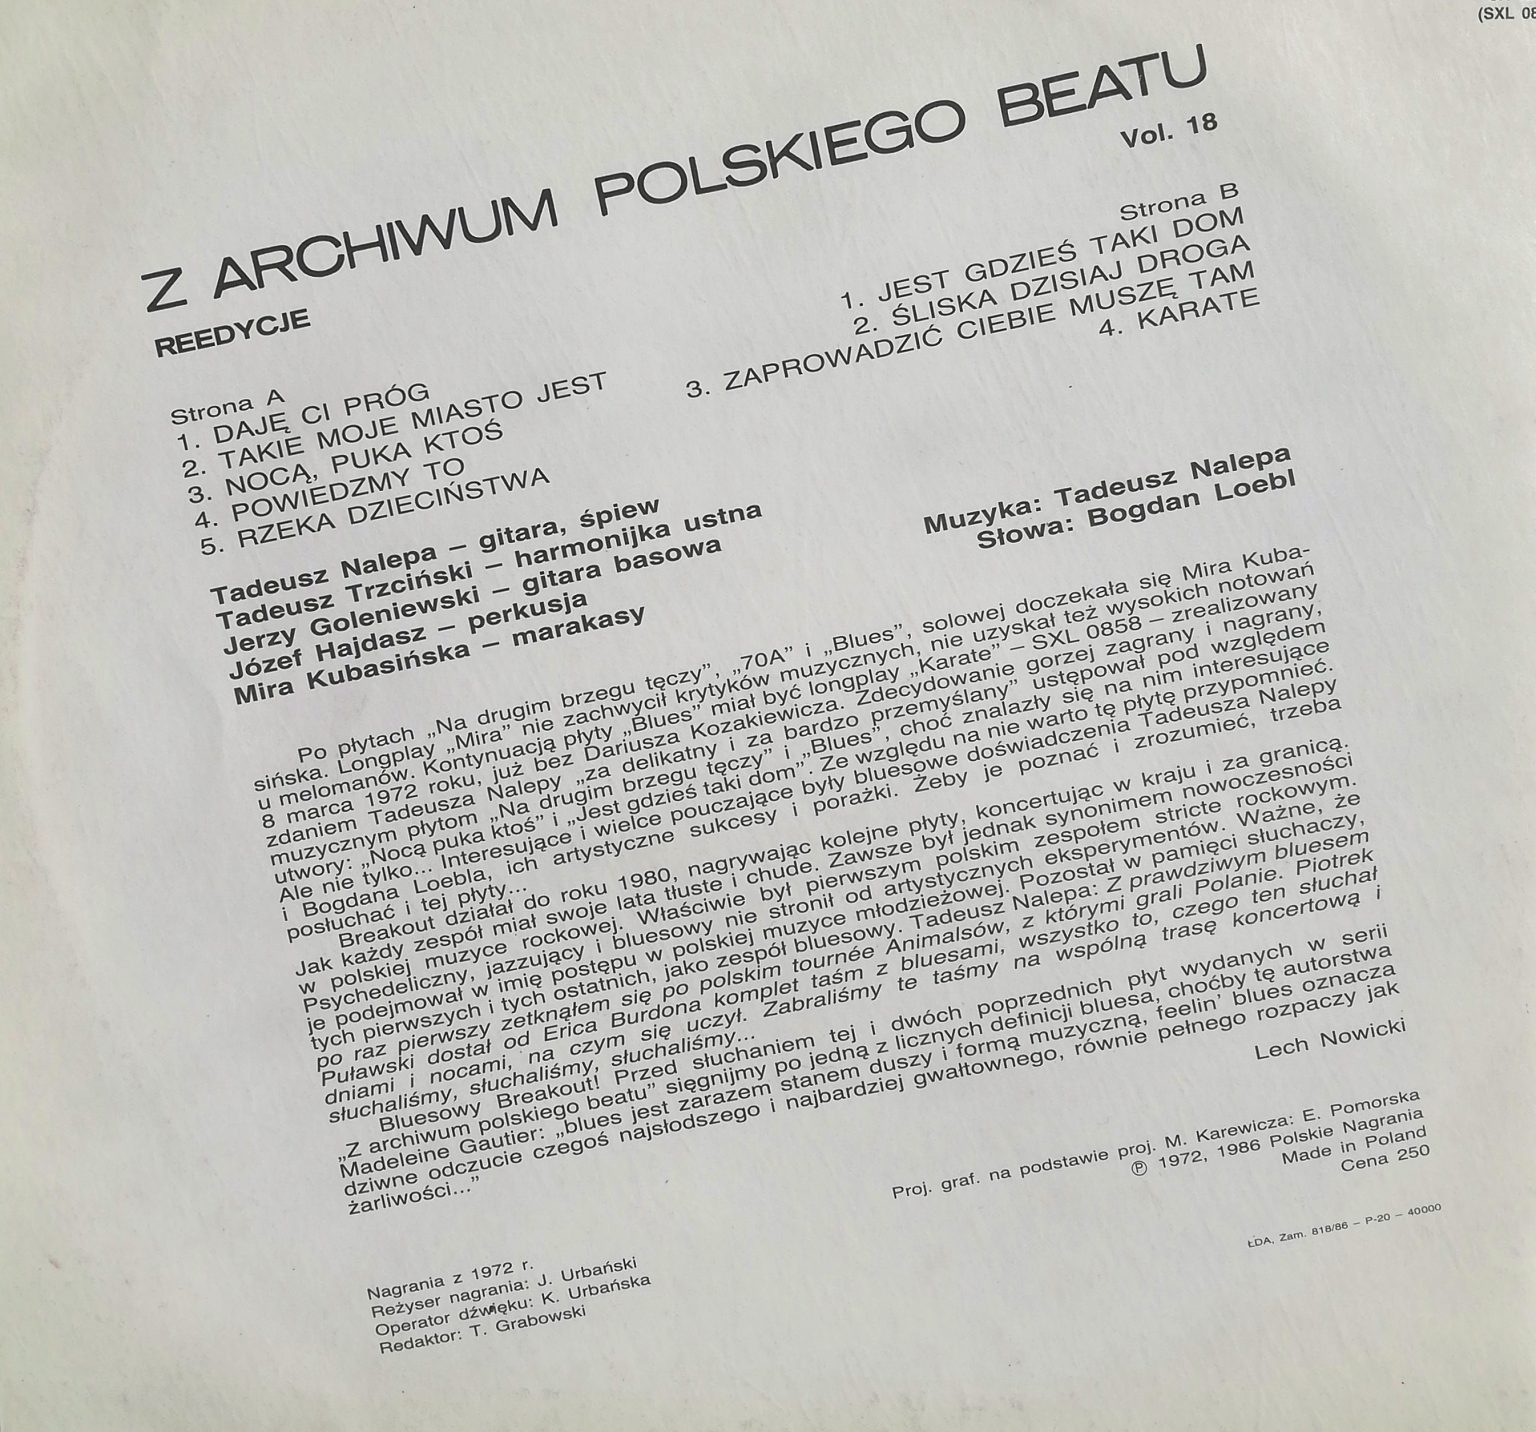 (SXL 08
Z ARCHIWUM POLSKIEGO BEATU
Vol. 18
REEDYCJE
Strona A
1. DAJĘ CI PRÓG
2. TAKIE MOJE MIASTO JEST
3. NOCĄ, PUKA KTOŚ
4. POWIEDZMY TO
5. RZEKA DZIECIŃSTWA
Strona B
1. JEST GDZIEŚ TAKI DOM
2. ŚLISKA DZISIAJ DROGA
3. ZAPROWADZIĆ CIEBIE MUSZĘ TAM
4. KARATE
Tadeusz Nalepa – gitara, śpiew
Tadeusz Trzciński – harmonijka ustna
Jerzy Goleniewski – gitara basowa
Józef Hajdasz – perkusja
Mira Kubasińska – marakasy
Muzyka: Tadeusz Nalepa
Słowa: Bogdan Loebl
Po płytach „Na drugim brzegu tęczy”, „70A” i „Blues”, solowej doczekała się Mira Kuba-
sińska. Longplay „Mira” nie zachwycił krytyków muzycznych, nie uzyskał też wysokich notowań
u melomanów. Kontynuacją płyty „Blues” miał być longplay „Karate” – SXL 0858 – zrealizowany
8 marca 1972 roku, już bez Dariusza Kozakiewicza. Zdecydowanie gorzej zagrany i nagrany,
zdaniem Tadeusza Nalepy „za delikatny i za bardzo przemyślany” ustępował pod względem
muzycznym płytom „Na drugim brzegu tęczy” i „Blues”, choć znalazły się na nim interesujące
utwory: „Nocą puka ktoś” i „Jest gdzieś taki dom”. Ze względu na nie warto tę płytę przypomnieć.
Ale nie tylko... Interesujące i wielce pouczające były bluesowe doświadczenia Tadeusza Nalepy
i Bogdana Loebla, ich artystyczne sukcesy i porażki. Żeby je poznać i zrozumieć, trzeba
posłuchać i tej płyty...
Breakout działał do roku 1980, nagrywając kolejne płyty, koncertując w kraju i za granicą.
Jak każdy zespół miał swoje lata tłuste i chude. Zawsze był jednak synonimem nowoczesności
w polskiej muzyce rockowej. Właściwie był pierwszym polskim zespołem stricte rockowym.
Psychedeliczny, jazzujący i bluesowy nie stronił od artystycznych eksperymentów. Ważne, że
je podejmował w imię postępu w polskiej muzyce młodzieżowej. Pozostał w pamięci słuchaczy,
tych pierwszych i tych ostatnich, jako zespół bluesowy. Tadeusz Nalepa: Z prawdziwym bluesem
po raz pierwszy zetknąłem się po polskim tournée Animalsów, z którymi grali Polanie. Piotrek
Puławski dostał od Erica Burdona komplet taśm z bluesami, wszystko to, czego ten słuchał
dniami i nocami, na czym się uczył. Zabraliśmy te taśmy na wspólną trasę koncertową i
słuchaliśmy, słuchaliśmy, słuchaliśmy...
Bluesowy Breakout! Przed słuchaniem tej i dwóch poprzednich płyt wydanych w serii
„Z archiwum polskiego beatu” sięgnijmy po jedną z licznych definicji bluesa, choćby tę autorstwa
Madeleine Gautier: „blues jest zarazem stanem duszy i formą muzyczną, feelin’ blues oznacza
dziwne odczucie czegoś najsłodszego i najbardziej gwałtownego, równie pełnego rozpaczy jak
żarliwości...”
Lech Nowicki
Proj. graf. na podstawie proj. M. Karewicza: E. Pomorska
Ⓟ 1972, 1986 Polskie Nagrania
Made in Poland
Cena 250
ŁDA, Zam. 818/86 – P-20 – 40000
Nagrania z 1972 r.
Reżyser nagrania: J. Urbański
Operator dźwięku: K. Urbańska
Redaktor: T. Grabowski